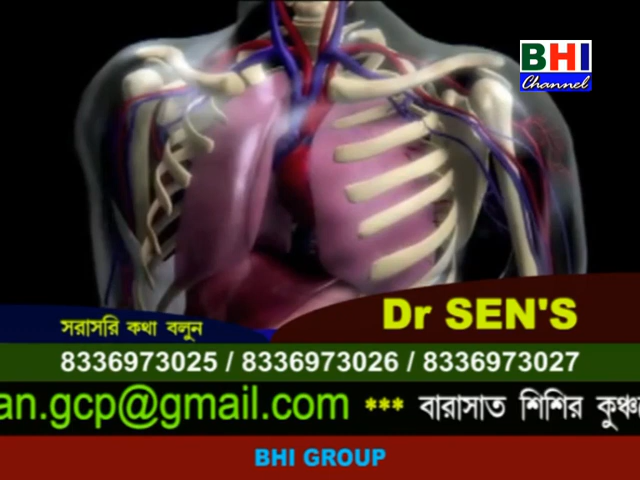 BHI
Channel
Dr SEN'S
সরাসরি কথা বলুন
8336973025 / 8336973026 / 8336973027
an.gcp@gmail.com *** বারাসাত শিশির
BHI GROUP